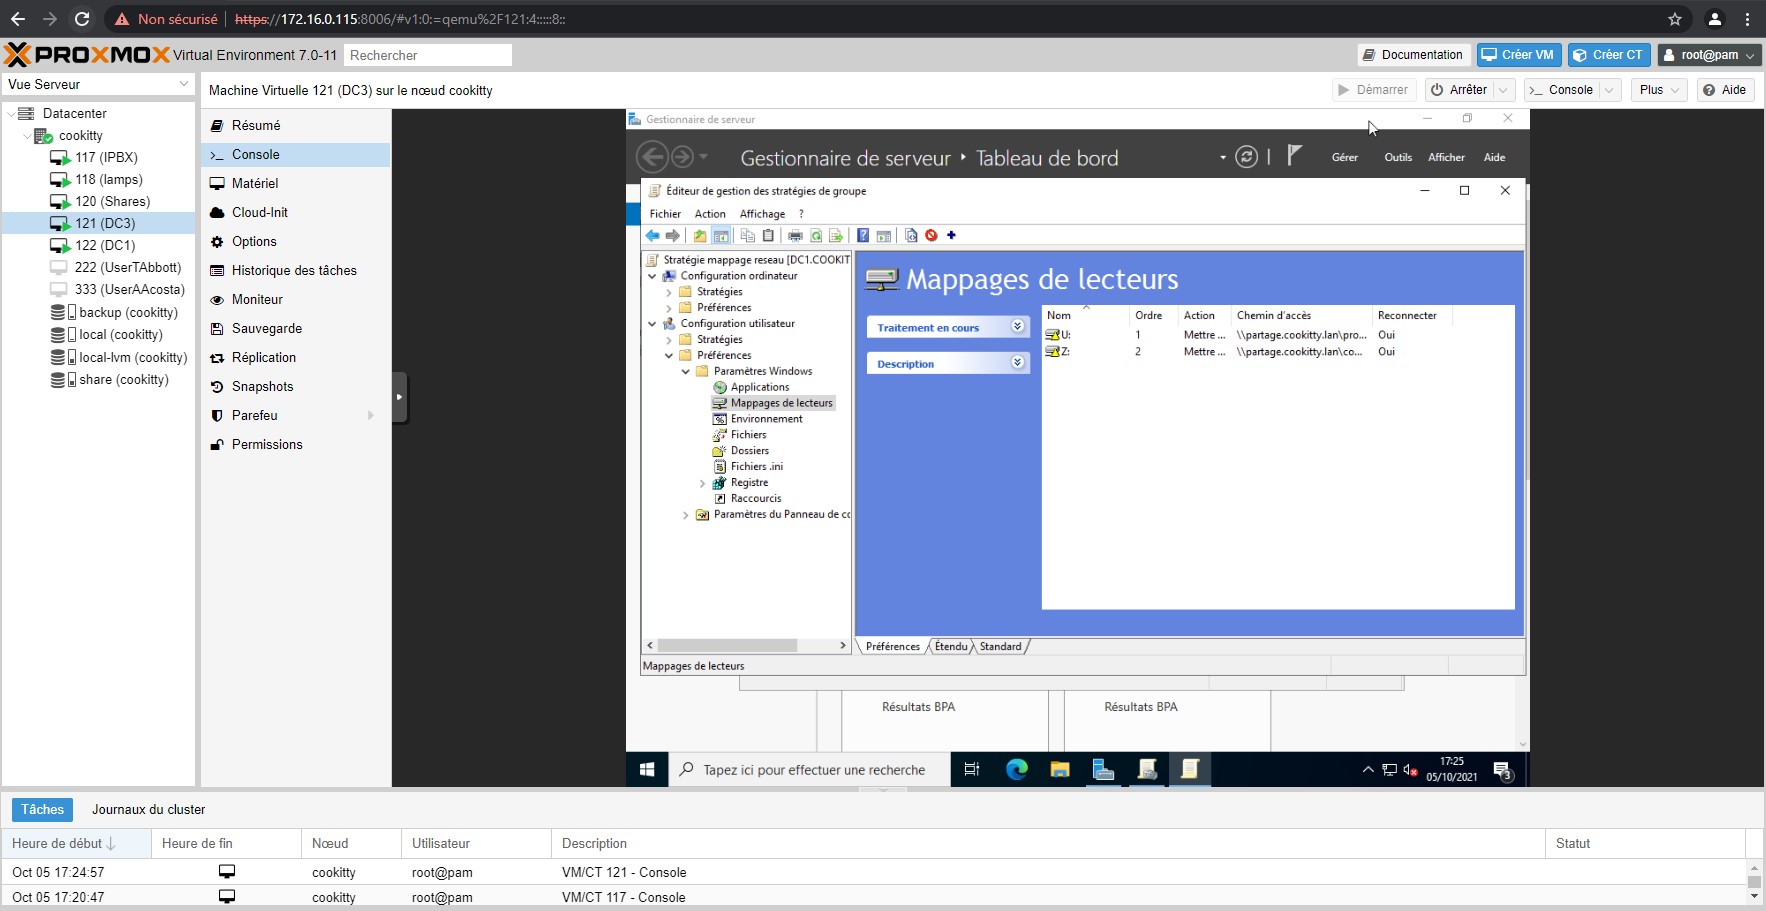 Non sécurisé https://172.16.0.115:8006/#v1:0:=qemu%2F121:4:::::8::
PROXMOX Virtual Environment 7.0-11 Rechercher Documentation Créer VM Créer CT root@pam
Vue Serveur
Machine Virtuelle 121 (DC3) sur le nœud cookitty Démarrer Arrêter Console Plus Aide
Datacenter
cookitty
117 (IPBX)
118 (lamps)
120 (Shares)
121 (DC3)
122 (DC1)
222 (UserTAbbott)
333 (UserAAcosta)
backup (cookitty)
local (cookitty)
local-lvm (cookitty)
share (cookitty)
Résumé
Console
Matériel
Cloud-Init
Options
Historique des tâches
Moniteur
Sauvegarde
Réplication
Snapshots
Parefeu
Permissions
Gestionnaire de serveur
Gestionnaire de serveur Tableau de bord Gérer Outils Afficher Aide
Éditeur de gestion des stratégies de groupe
Fichier Action Affichage ?
Stratégie mappage reseau [DC1.COOKIT
Configuration ordinateur
Stratégies
Préférences
Configuration utilisateur
Stratégies
Préférences
Paramètres Windows
Applications
Mappages de lecteurs
Environnement
Fichiers
Dossiers
Fichiers .ini
Registre
Raccourcis
Paramètres du Panneau de co
Mappages de lecteurs
Traitement en cours
Description
Nom Ordre Action Chemin d'accès Reconnecter
U: 1 Mettre ... \\partage.cookitty.lan\pro... Oui
Z: 2 Mettre ... \\partage.cookitty.lan\co... Oui
Préférences Étendu Standard
Mappages de lecteurs
Résultats BPA Résultats BPA
Tapez ici pour effectuer une recherche
17:25
05/10/2021
3
Tâches Journaux du cluster
Heure de début Heure de fin Nœud Utilisateur Description Statut
Oct 05 17:24:57 cookitty root@pam VM/CT 121 - Console
Oct 05 17:20:47 cookitty root@pam VM/CT 117 - Console